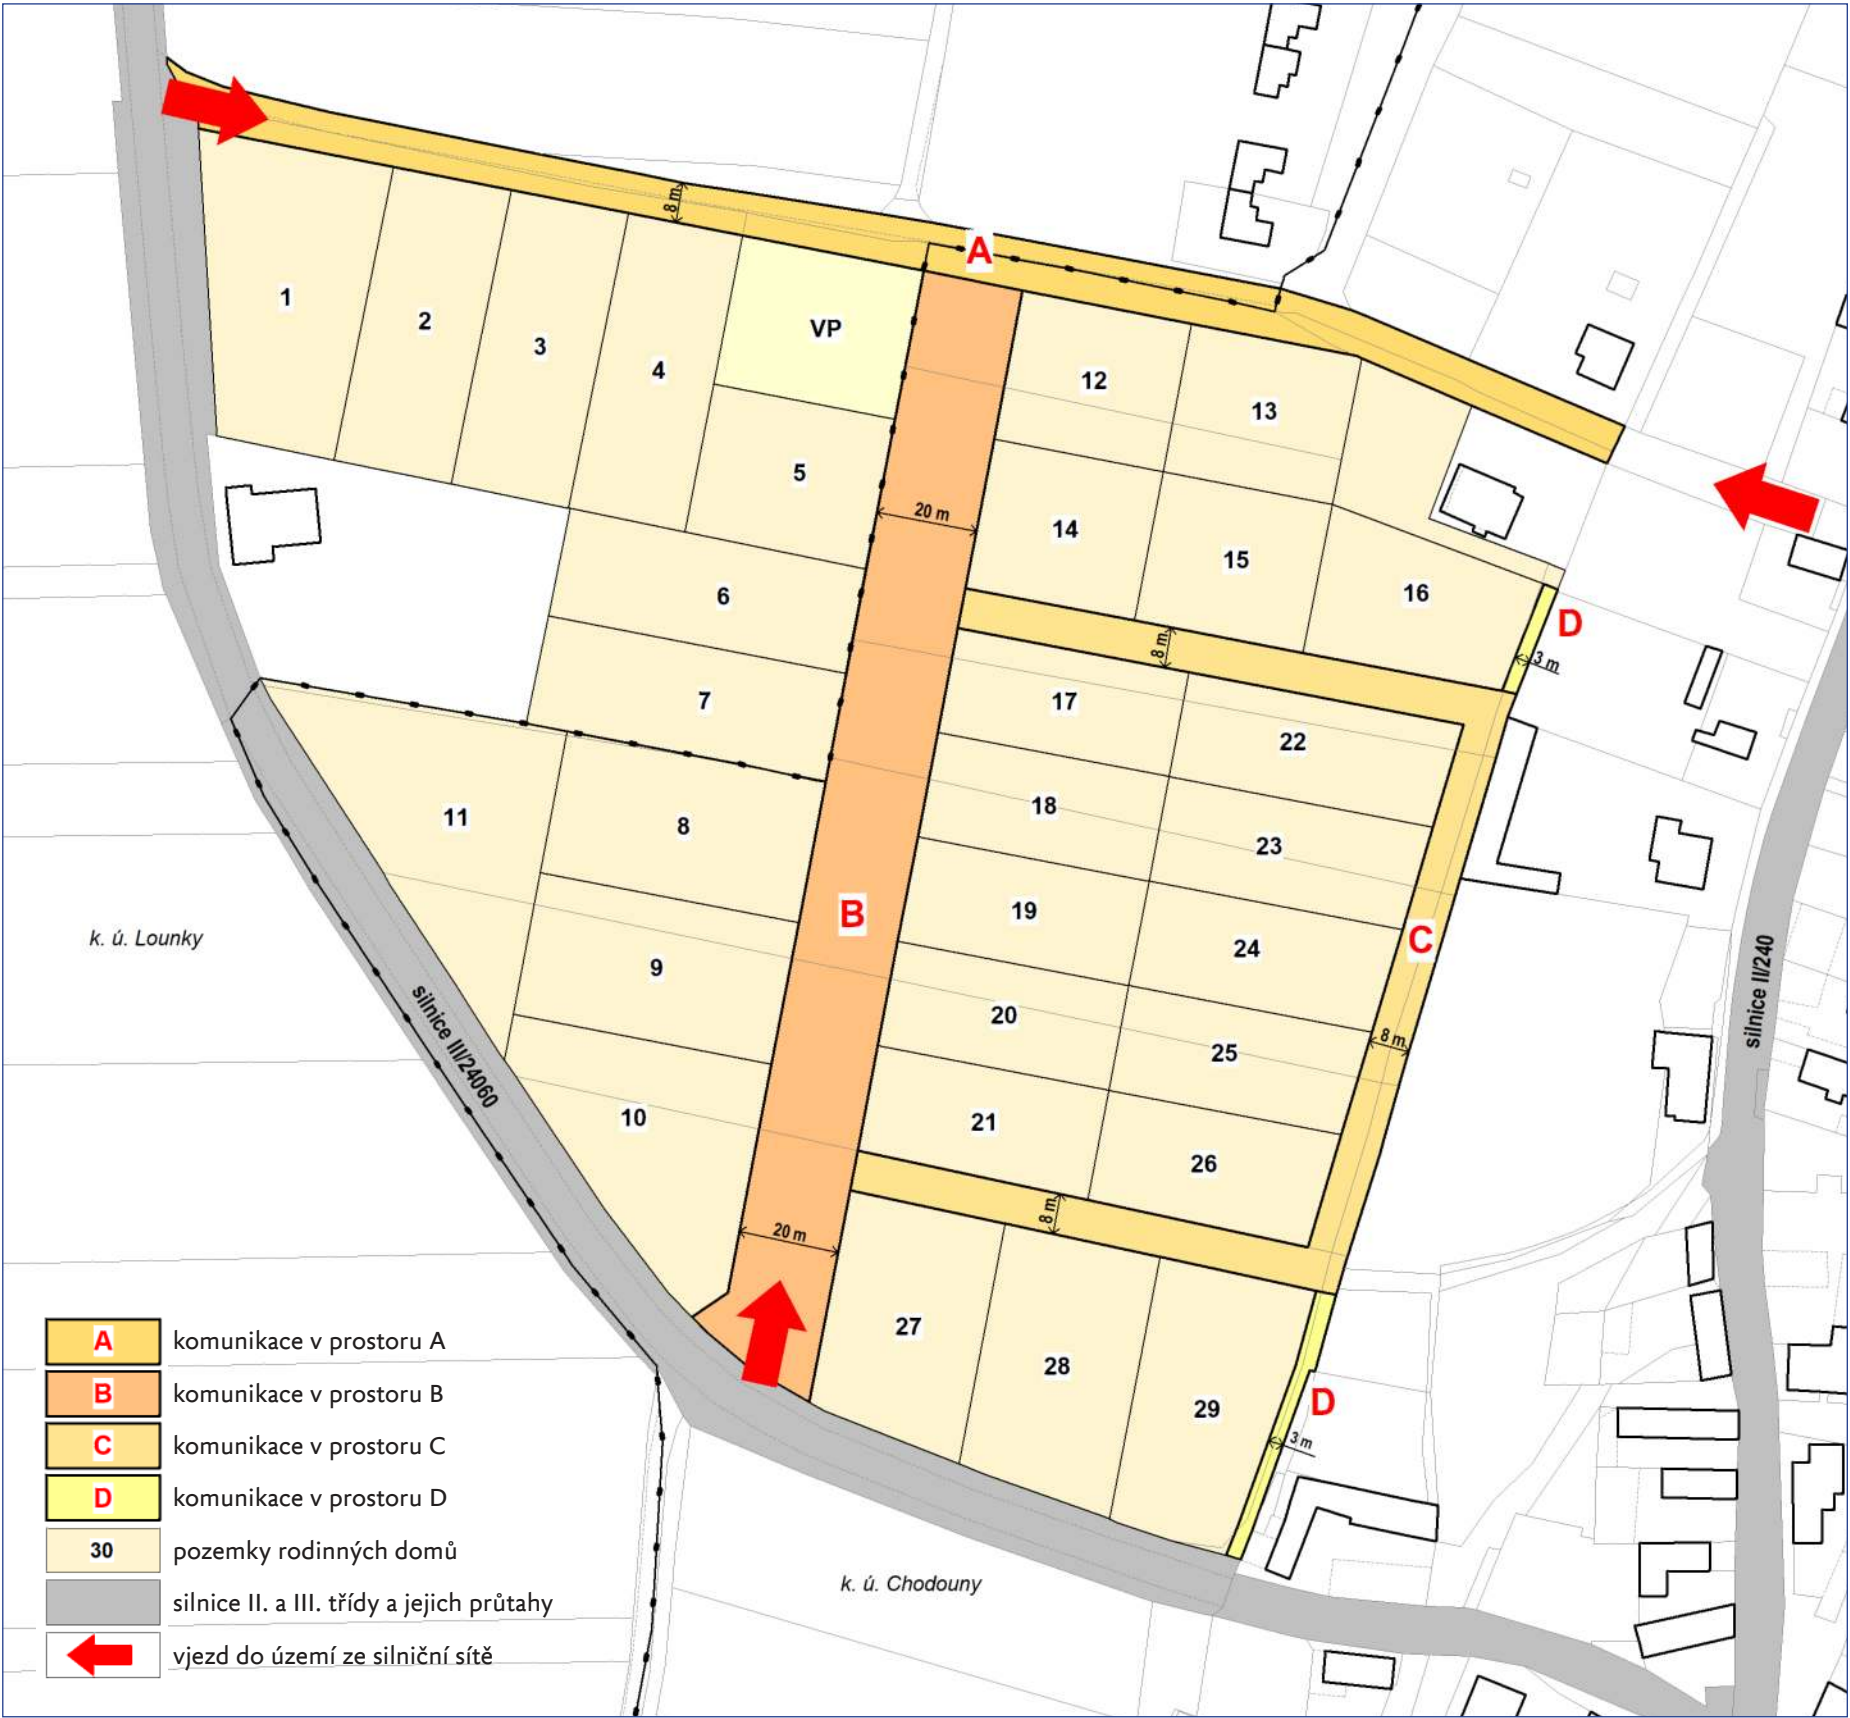 8 m
A
1
2
3
4
VP
5
12
13
20 m
14
15
16
D
3 m
6
8 m
7
17
22
18
23
11
8
B
19
24
C
k. ú. Lounky
9
silnice III/24060
20
25
8 m
silnice II/240
10
21
26
8 m
20 m
27
28
29
D
3 m
k. ú. Chodouny
A komunikace v prostoru A
B komunikace v prostoru B
C komunikace v prostoru C
D komunikace v prostoru D
30 pozemky rodinných domů
silnice II. a III. třídy a jejich průtahy
vjezd do území ze silniční sítě